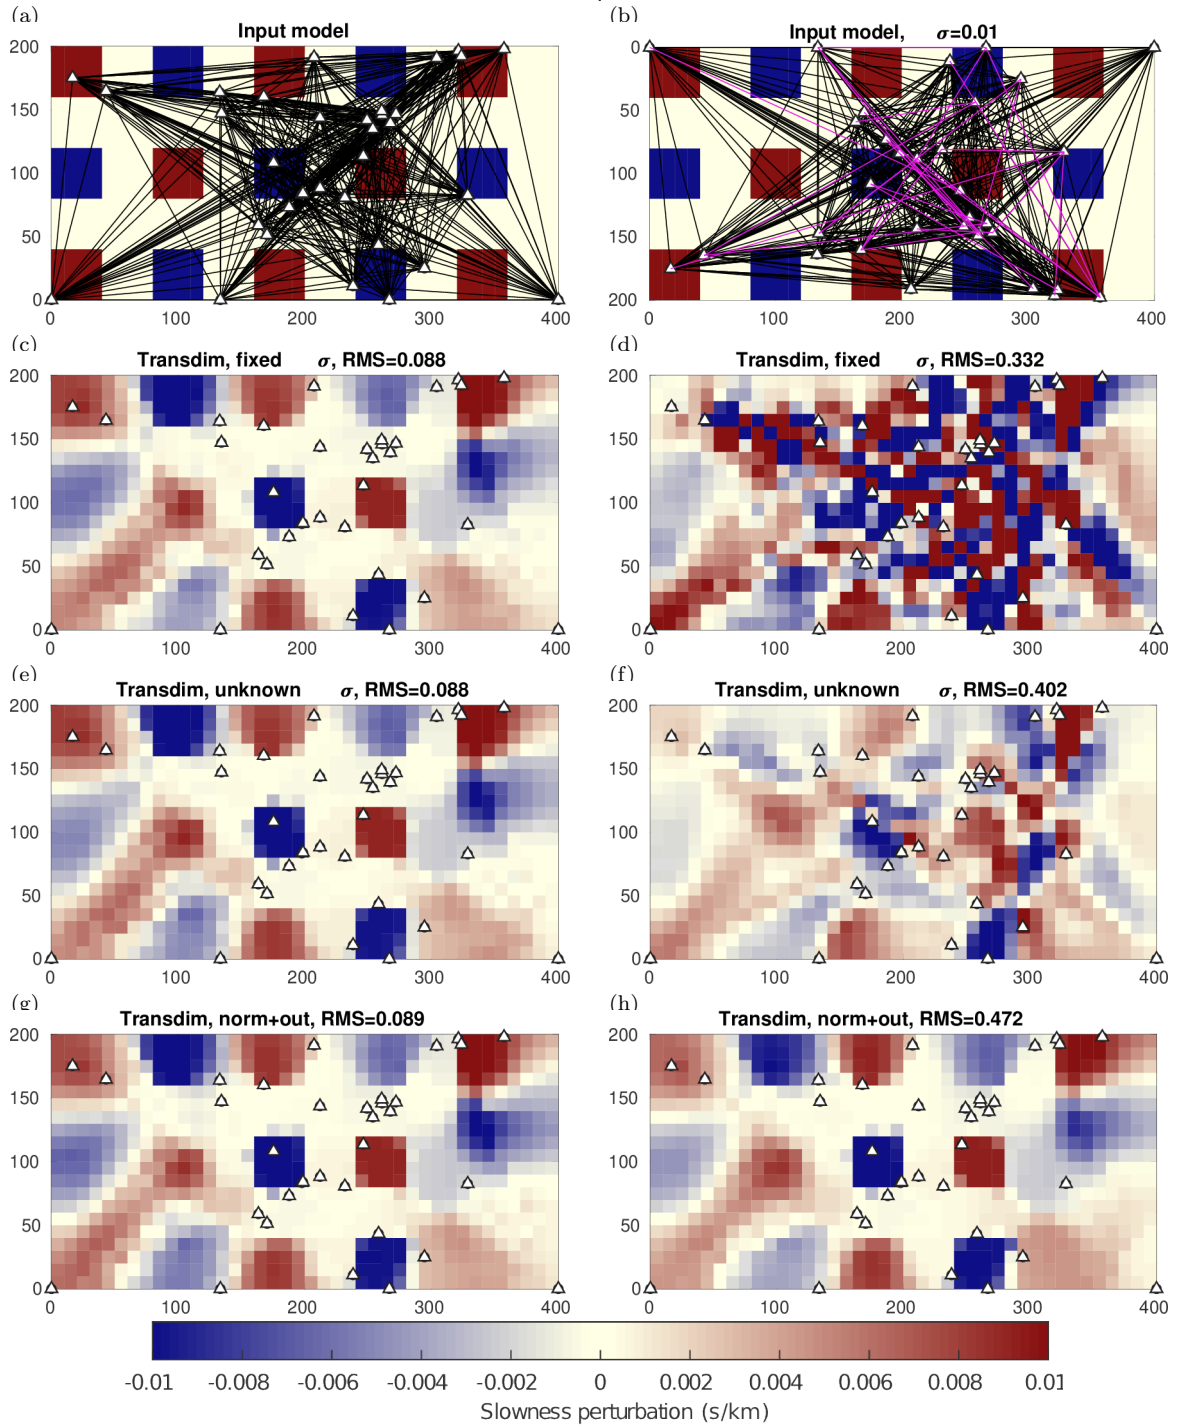 (a)
Input model
200
150
100
50
0
0 100 200 300 400
(b)
Input model, σ=0.01
0
50
100
150
200
0 100 200 300 400
(c)
Transdim, fixed σ, RMS=0.088
200
150
100
50
0
0 100 200 300 400
(d)
Transdim, fixed σ, RMS=0.332
200
150
100
50
0
0 100 200 300 400
(e)
Transdim, unknown σ, RMS=0.088
200
150
100
50
0
0 100 200 300 400
(f)
Transdim, unknown σ, RMS=0.402
200
150
100
50
0
0 100 200 300 400
(g)
Transdim, norm+out, RMS=0.089
200
150
100
50
0
0 100 200 300 400
(h)
Transdim, norm+out, RMS=0.472
200
150
100
50
0
0 100 200 300 400
-0.01 -0.008 -0.006 -0.004 -0.002 0 0.002 0.004 0.006 0.008 0.01
Slowness perturbation (s/km)